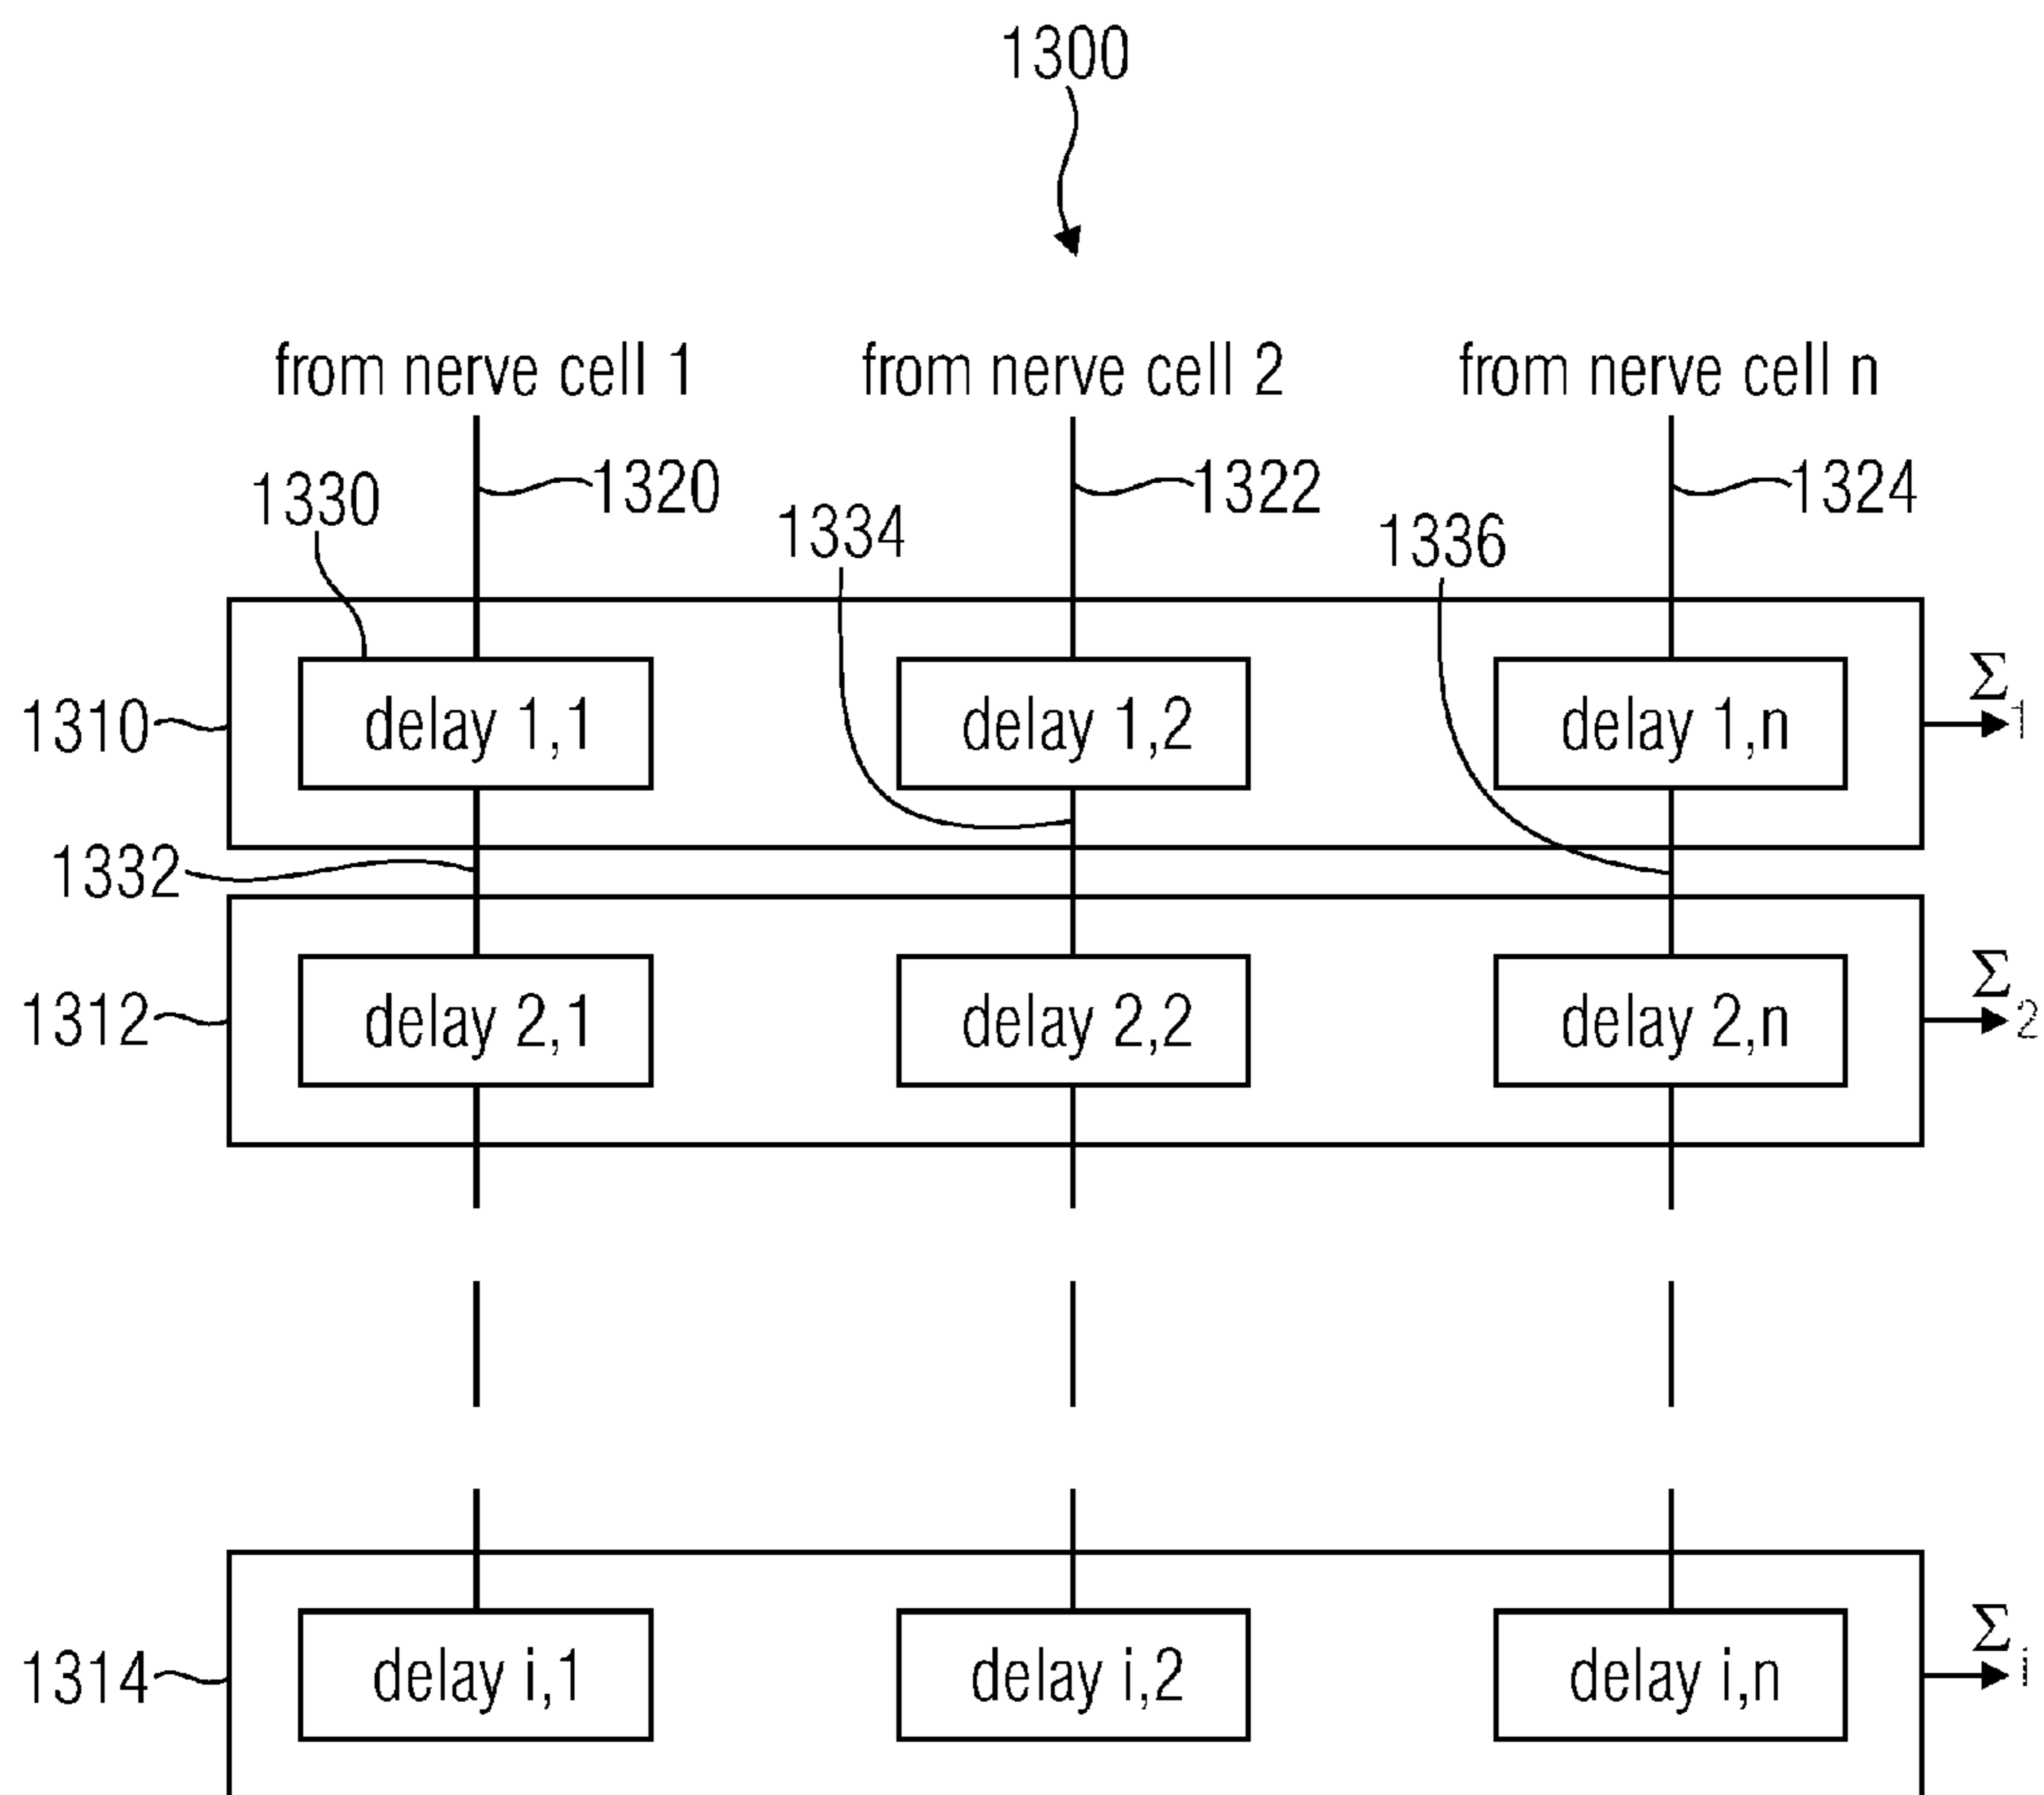 1300
from nerve cell 1 from nerve cell 2 from nerve cell n
1330 1320 1334 1322 1336 1324
1310 delay 1,1 delay 1,2 delay 1,n Σ1
1332
1312 delay 2,1 delay 2,2 delay 2,n Σ2
1314 delay i,1 delay i,2 delay i,n Σi